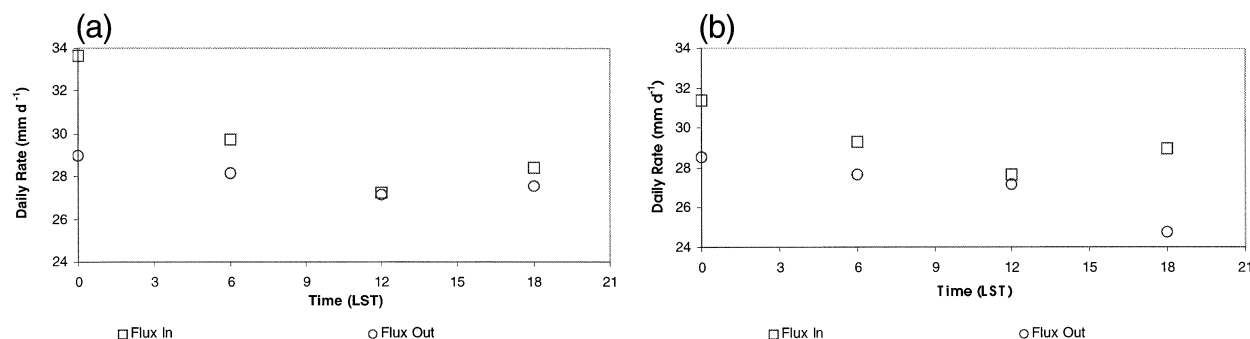 (a)
Daily Rate (mm d⁻¹)
34
32
30
28
26
24
0 3 6 9 12 15 18 21
Time (LST)
Flux In Flux Out
(b)
Daily Rate (mm d⁻¹)
34
32
30
28
26
24
0 3 6 9 12 15 18 21
Time (LST)
Flux In Flux Out